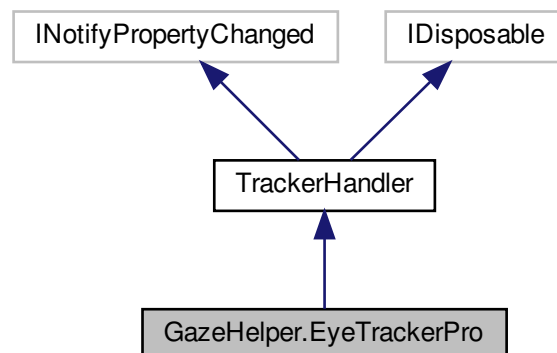 INotifyPropertyChanged
IDisposable
TrackerHandler
GazeHelper.EyeTrackerPro